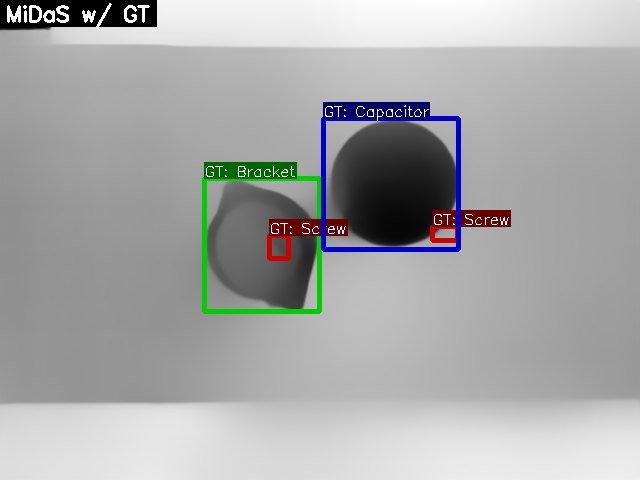 MiDaS w/ GT
GT: Capacitor
GT: Bracket
GT: Screw
GT: Screw